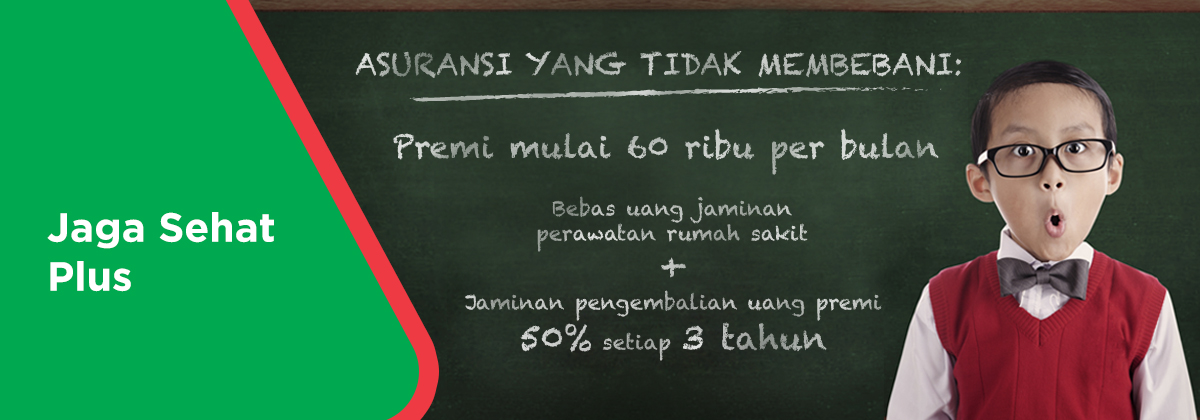 Jaga Sehat
Plus
ASURANSI YANG TIDAK MEMBEBANI:
Premi mulai 60 ribu per bulan
Bebas uang jaminan
perawatan rumah sakit
+
Jaminan pengembalian uang premi
50% setiap 3 tahun